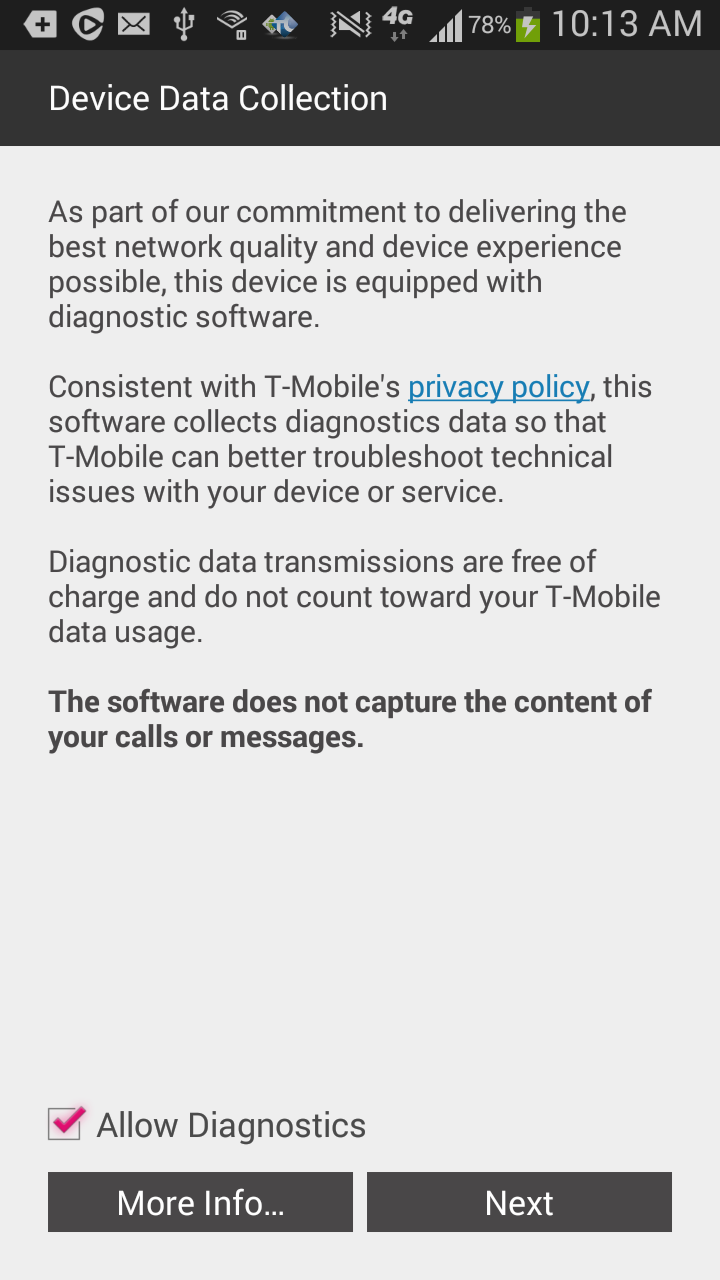 4G 78% 10:13 AM
Device Data Collection
As part of our commitment to delivering the
best network quality and device experience
possible, this device is equipped with
diagnostic software.
Consistent with T-Mobile's privacy policy, this
software collects diagnostics data so that
T-Mobile can better troubleshoot technical
issues with your device or service.
Diagnostic data transmissions are free of
charge and do not count toward your T-Mobile
data usage.
The software does not capture the content of
your calls or messages.
Allow Diagnostics
More Info... Next